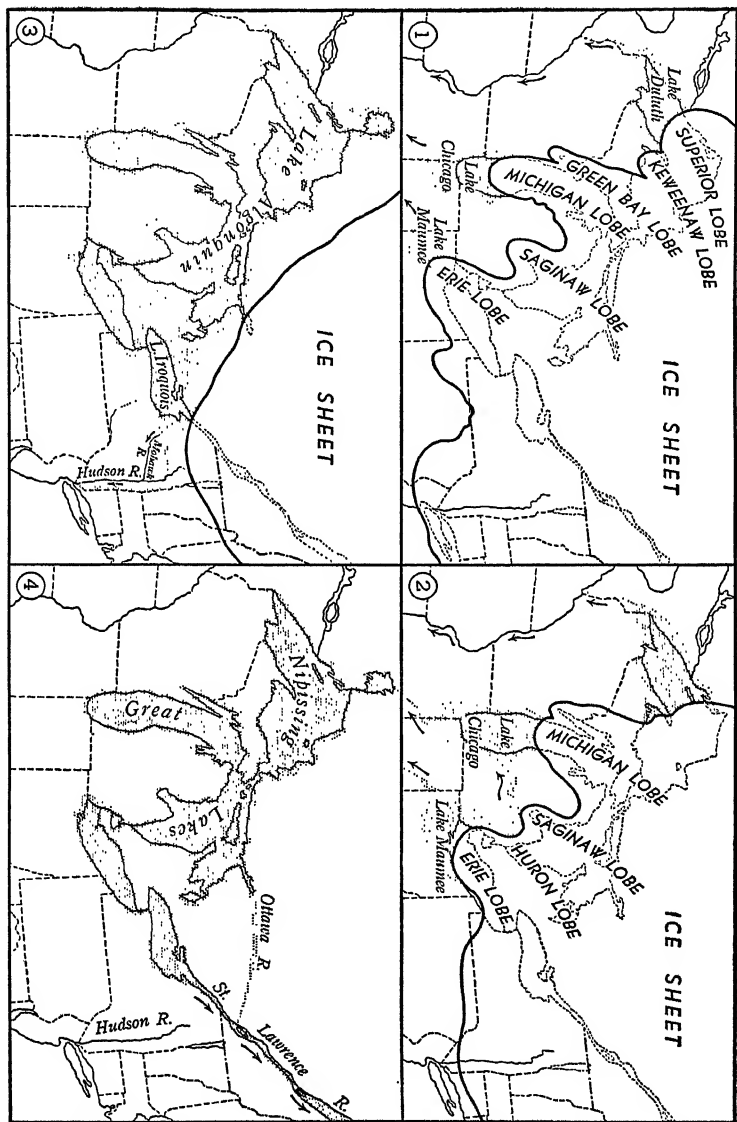 ①
Lake
Duluth
SUPERIOR LOBE
KEWEENAW LOBE
GREEN BAY LOBE
MICHIGAN LOBE
Lake
Chicago
SAGINAW LOBE
Lake
Maumee
ERIE LOBE
ICE SHEET
②
MICHIGAN LOBE
Lake
Chicago
SAGINAW LOBE
HURON LOBE
Lake Maumee
ERIE LOBE
ICE SHEET
③
Lake
Algonquin
ICE SHEET
L. Iroquois
Mohawk
R.
Hudson R.
④
Nipissing
Great
Lakes
Ottawa R.
St. Lawrence R.
Hudson R.